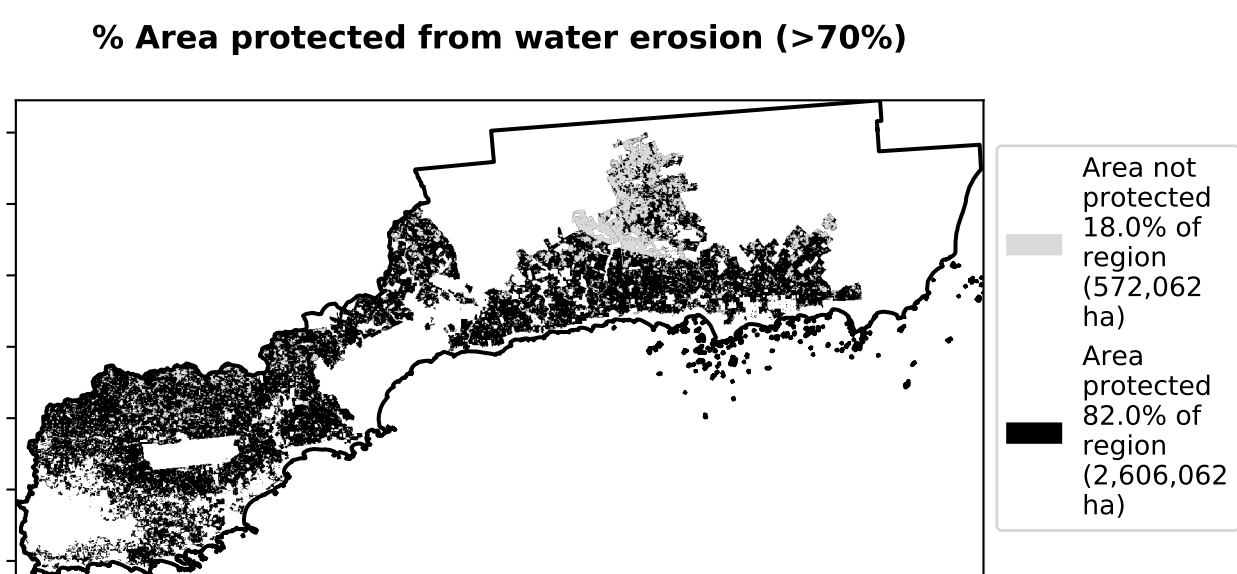 % Area protected from water erosion (>70%)
Area not
protected
18.0% of
region
(572,062
ha)
Area
protected
82.0% of
region
(2,606,062
ha)